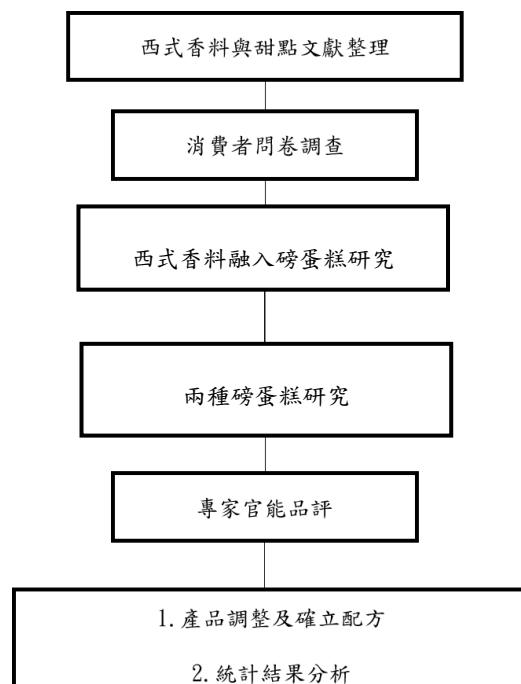 西式香料與甜點文獻整理
消費者問卷調查
西式香料融入磅蛋糕研究
兩種磅蛋糕研究
專家官能品評
1.產品調整及確立配方
2.統計結果分析